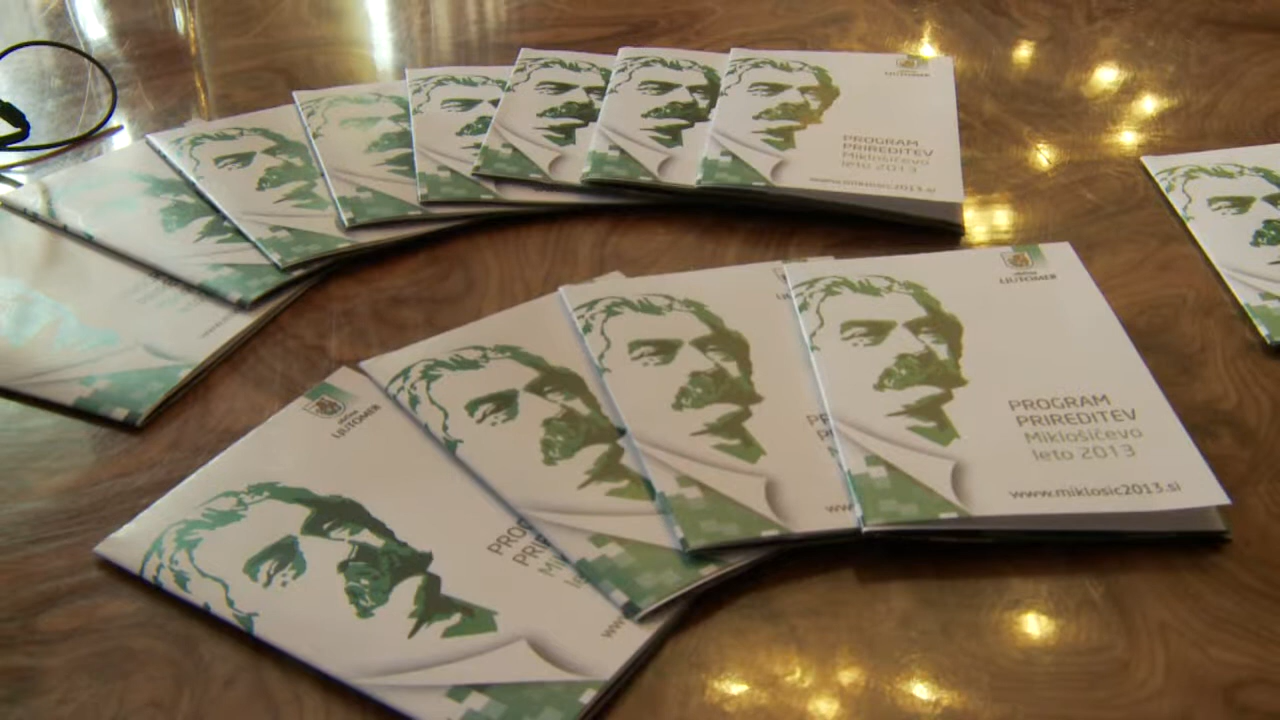 LJUTOMER
PROGRAM
PRIREDITEV
Miklošičevo
leto 2013
www.miklosic2013.si
občina
LJUTOMER
PROGRAM
PRIREDITEV
Miklošičevo
leto 2013
www.miklosic2013.si
občina
LJUTOMER